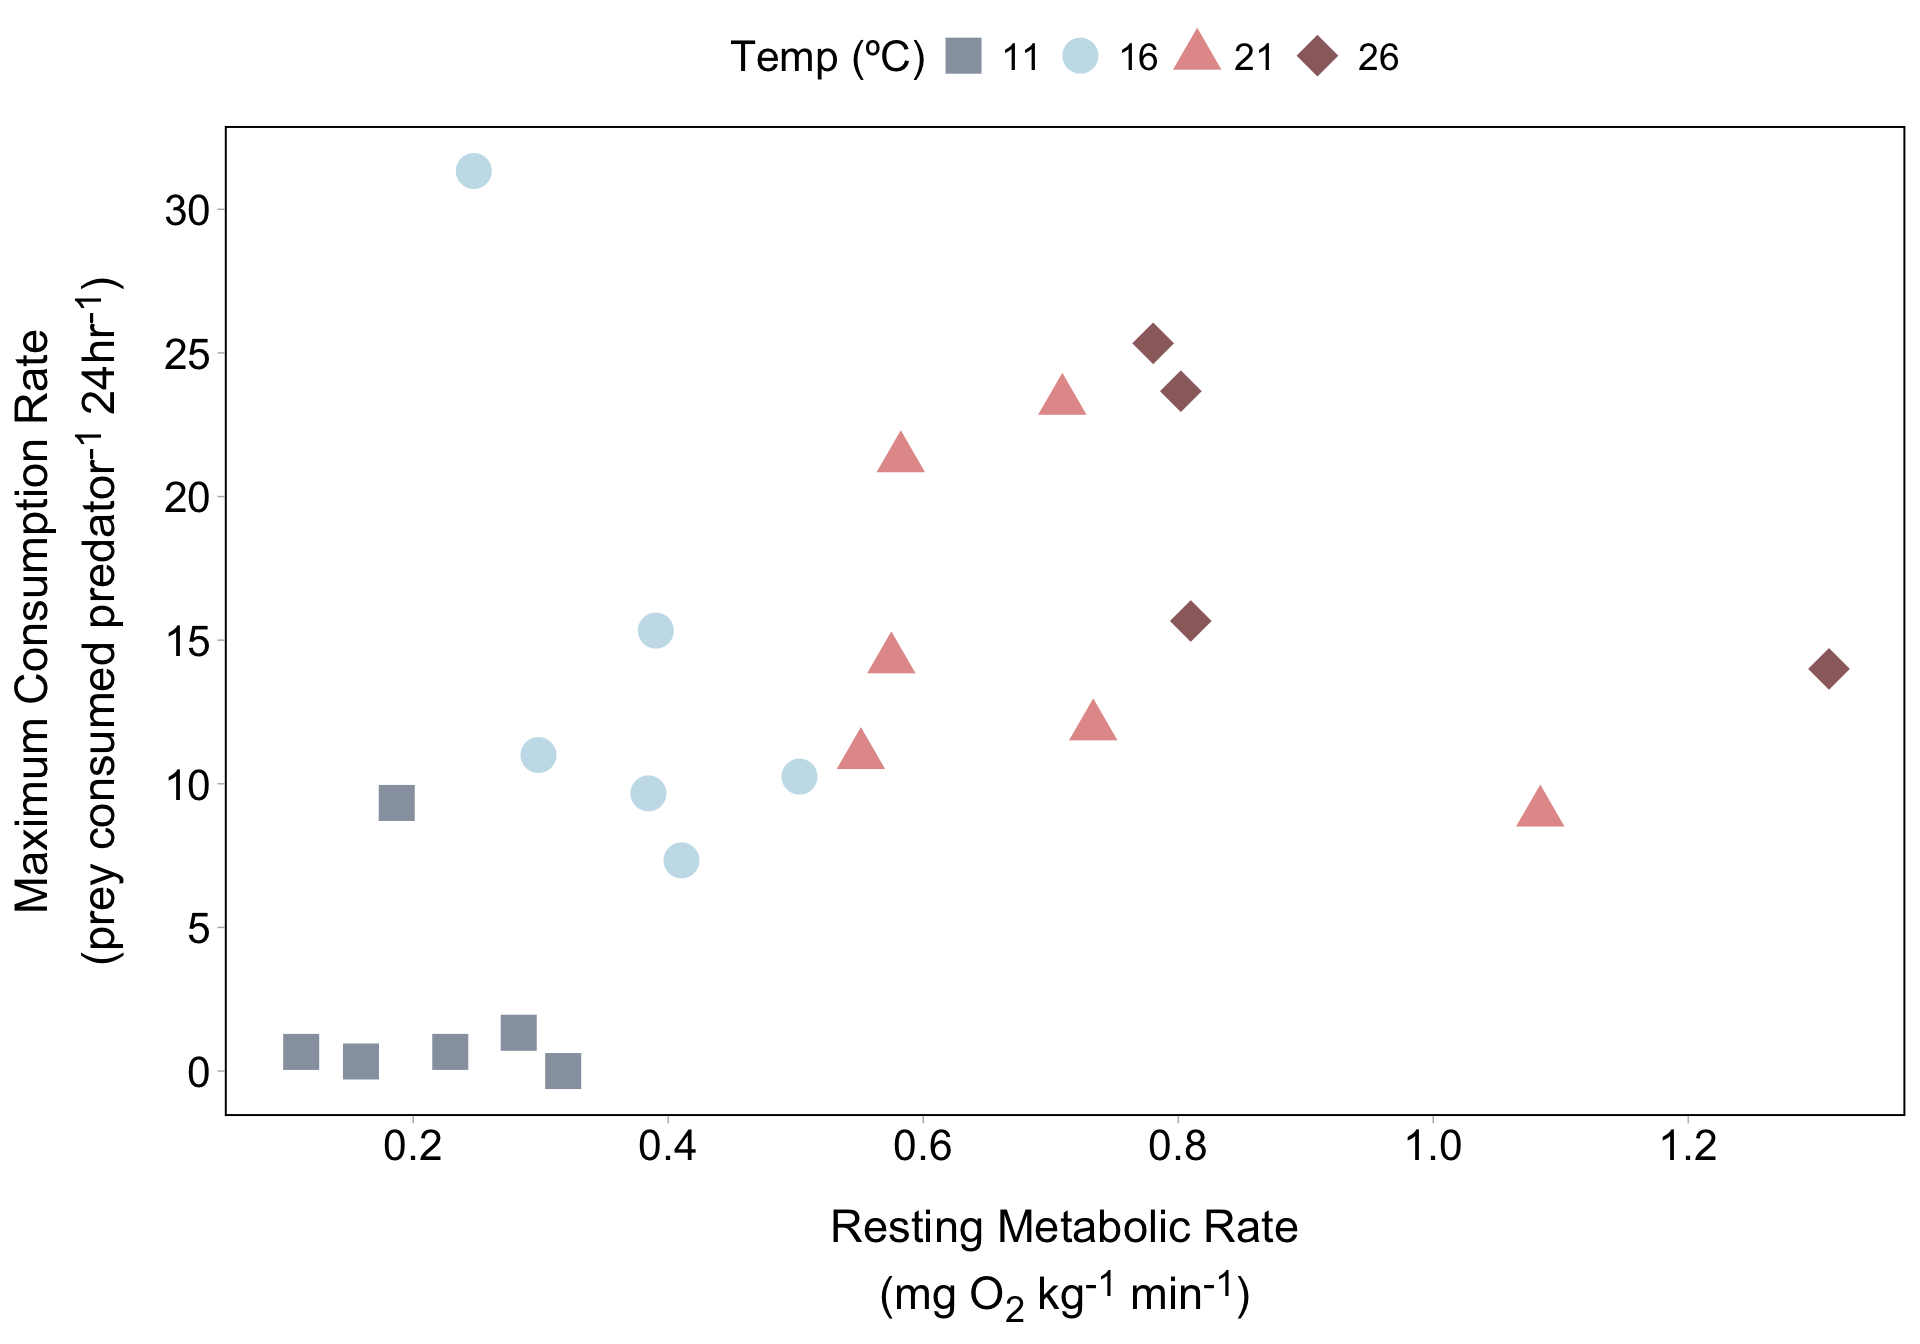 Temp (ºC) 11 16 21 26
Maximum Consumption Rate
(prey consumed predator⁻¹ 24hr⁻¹)
30
25
20
15
10
5
0
0.2 0.4 0.6 0.8 1.0 1.2
Resting Metabolic Rate
(mg O₂ kg⁻¹ min⁻¹)